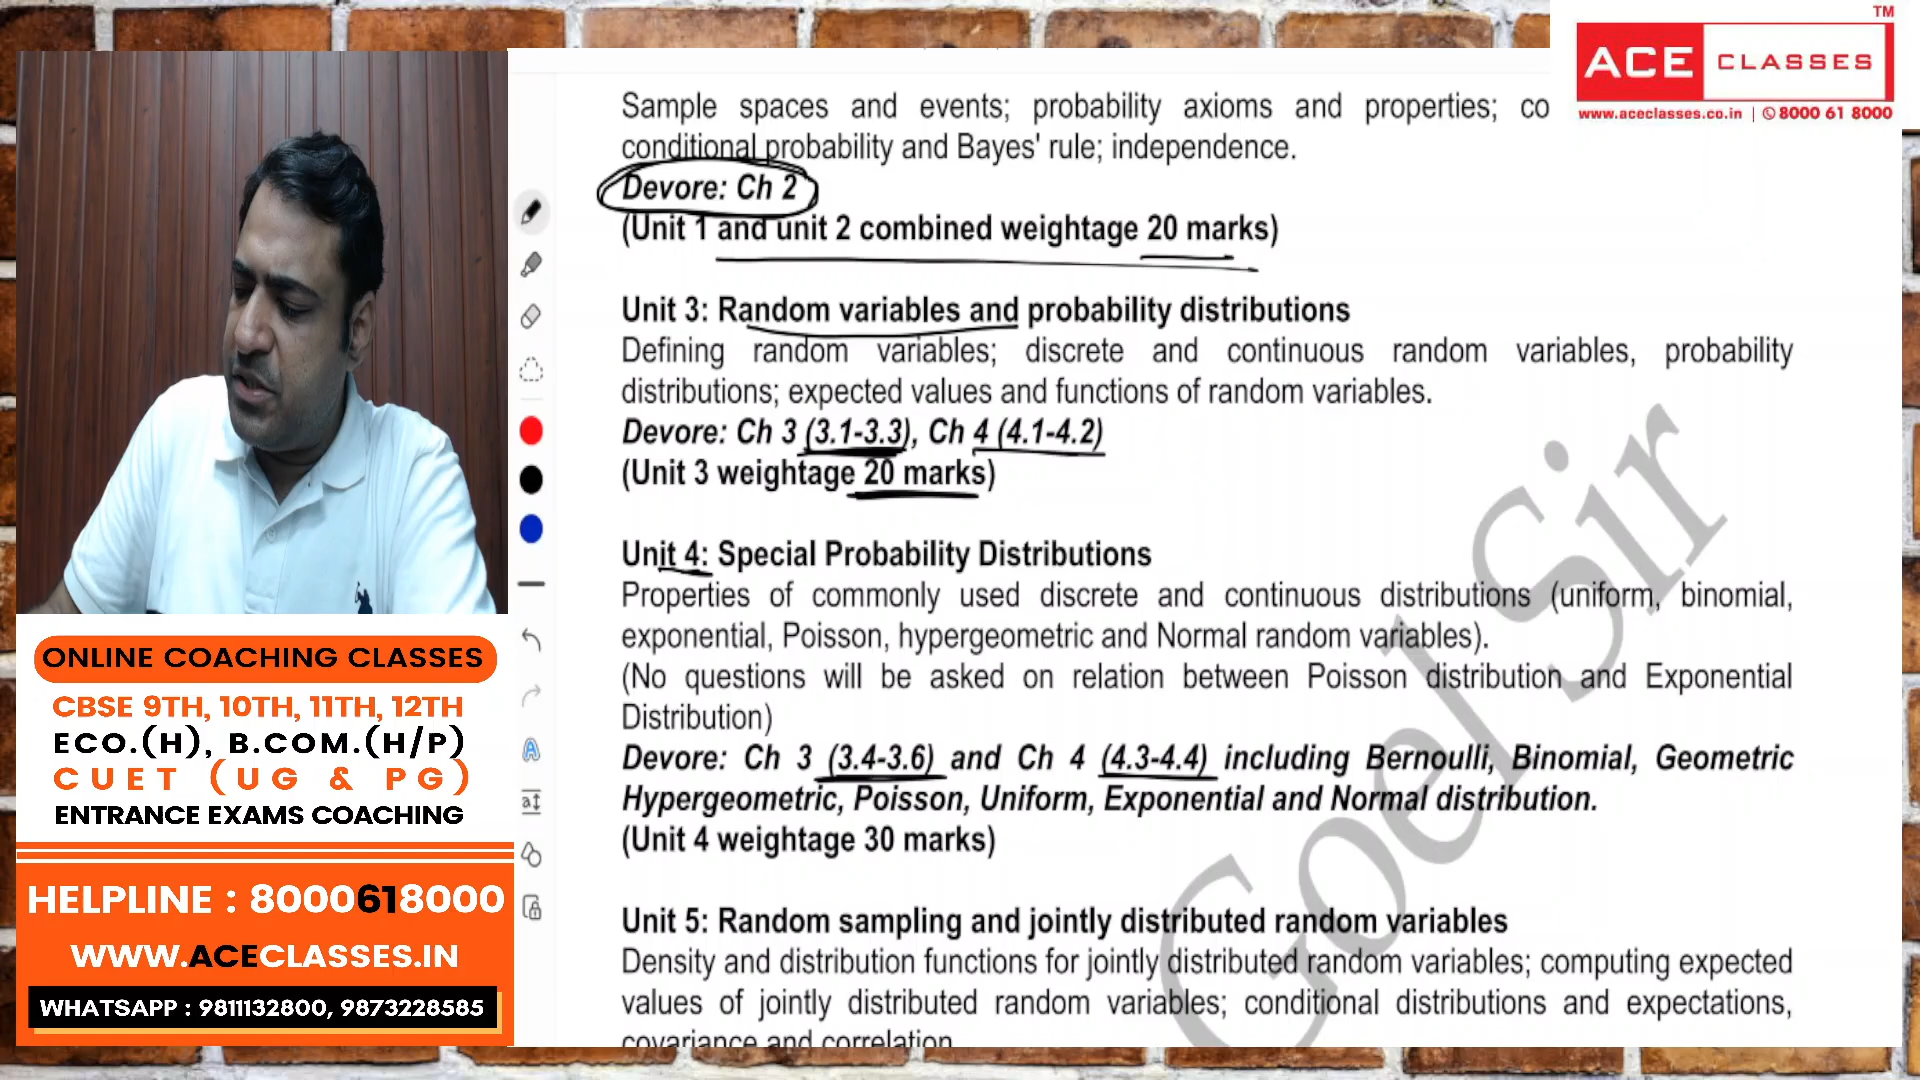 TM
ACE CLASSES
www.aceclasses.co.in | 8000 61 8000
Sample spaces and events; probability axioms and properties; co
conditional probability and Bayes' rule; independence.
Devore: Ch 2
(Unit 1 and unit 2 combined weightage 20 marks)
Unit 3: Random variables and probability distributions
Defining random variables; discrete and continuous random variables, probability
distributions; expected values and functions of random variables.
Devore: Ch 3 (3.1-3.3), Ch 4 (4.1-4.2)
(Unit 3 weightage 20 marks)
Unit 4: Special Probability Distributions
Properties of commonly used discrete and continuous distributions (uniform, binomial,
exponential, Poisson, hypergeometric and Normal random variables).
(No questions will be asked on relation between Poisson distribution and Exponential
Distribution)
Devore: Ch 3 (3.4-3.6) and Ch 4 (4.3-4.4) including Bernoulli, Binomial, Geometric
Hypergeometric, Poisson, Uniform, Exponential and Normal distribution.
(Unit 4 weightage 30 marks)
Unit 5: Random sampling and jointly distributed random variables
Density and distribution functions for jointly distributed random variables; computing expected
values of jointly distributed random variables; conditional distributions and expectations,
covariance and correlation
Goel Sir
ONLINE COACHING CLASSES
CBSE 9TH, 10TH, 11TH, 12TH
ECO.(H), B.COM.(H/P)
CUET (UG & PG)
ENTRANCE EXAMS COACHING
HELPLINE : 8000618000
WWW.ACECLASSES.IN
WHATSAPP : 9811132800, 9873228585